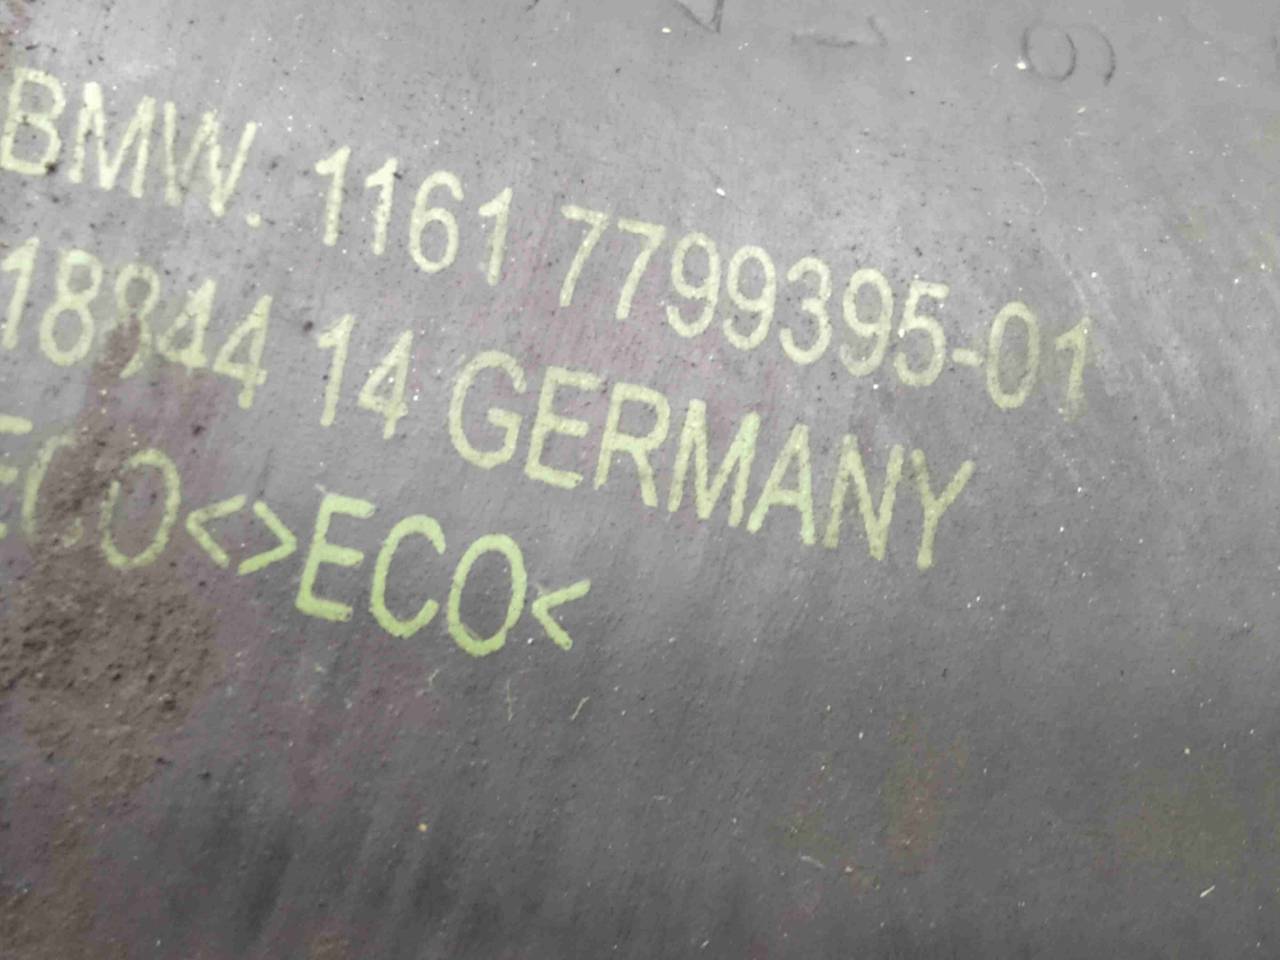 BMW. 1161 7799395-01
18844 14 GERMANY
ECO<>ECO<